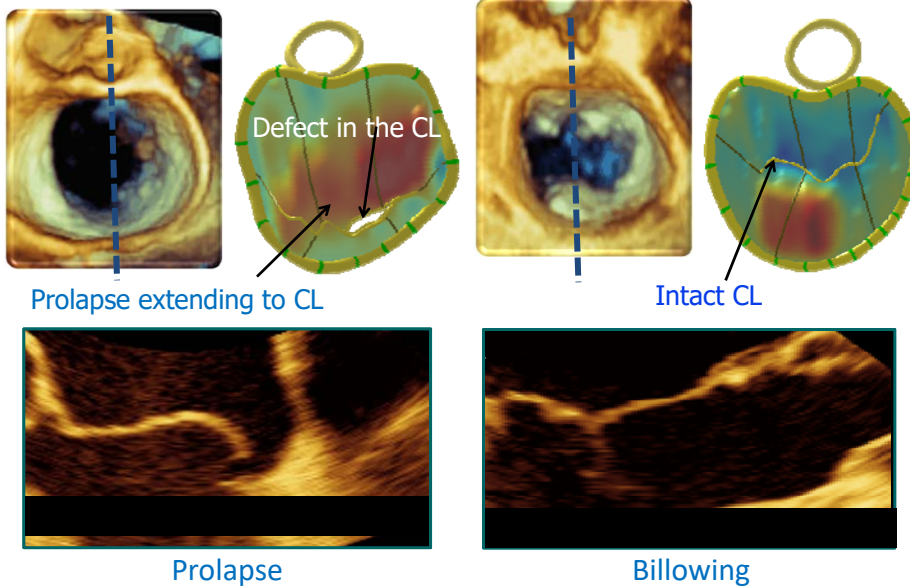 Defect in the CL
Prolapse extending to CL
Intact CL
Prolapse
Billowing